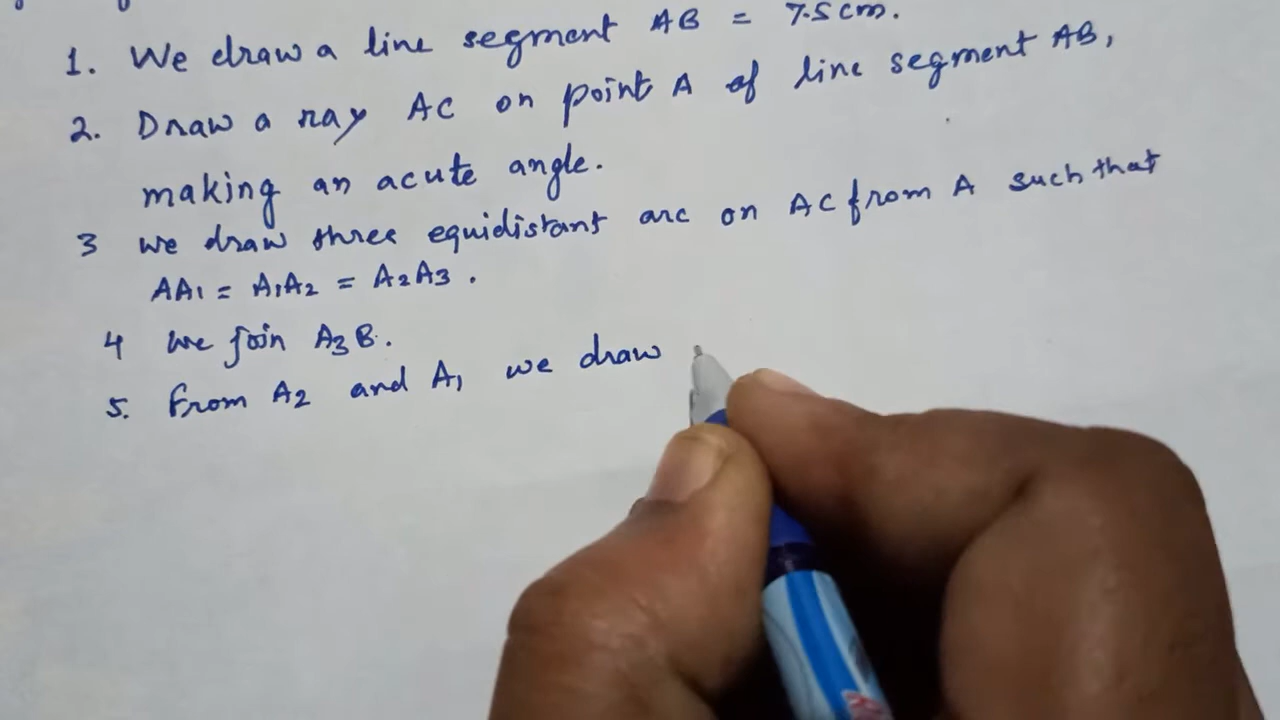 1. We draw a line segment AB = 7.5 cm.
2. Draw a ray AC on point A of line segment AB,
making an acute angle.
3 we draw three equidistant arc on AC from A such that
AA1 = A1A2 = A2A3 .
4 we join A3B.
5. from A2 and A1 we draw